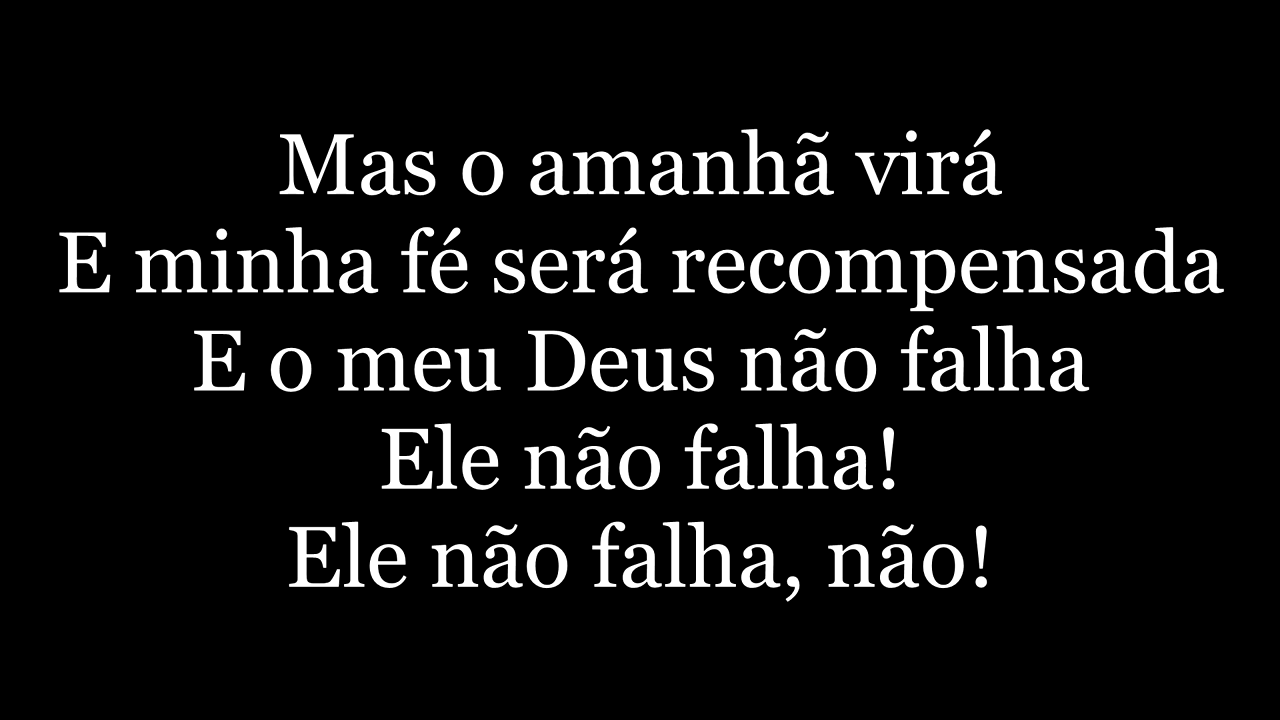 Mas o amanhã virá
E minha fé será recompensada
E o meu Deus não falha
Ele não falha!
Ele não falha, não!